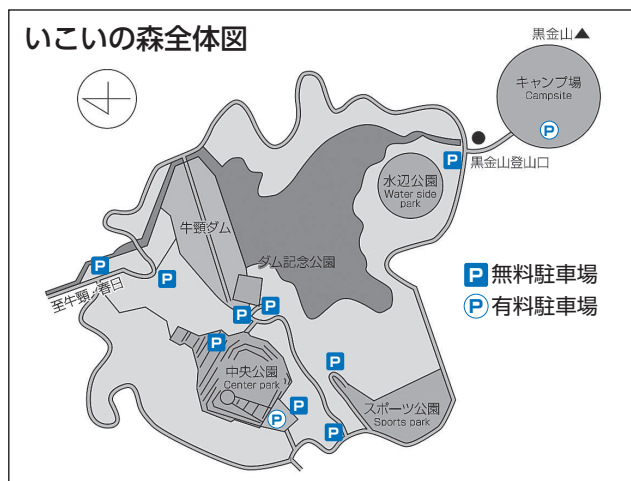 いこいの森全体図
黒金山▲
キャンプ場
Campsite
P
黒金山登山口
P
水辺公園
Water side
park
牛頸ダム
ダム記念公園
P
P
至牛頸・春日
P
P
P
中央公園
Center park
P
P
P
P
スポーツ公園
Sports park
P 無料駐車場
P 有料駐車場